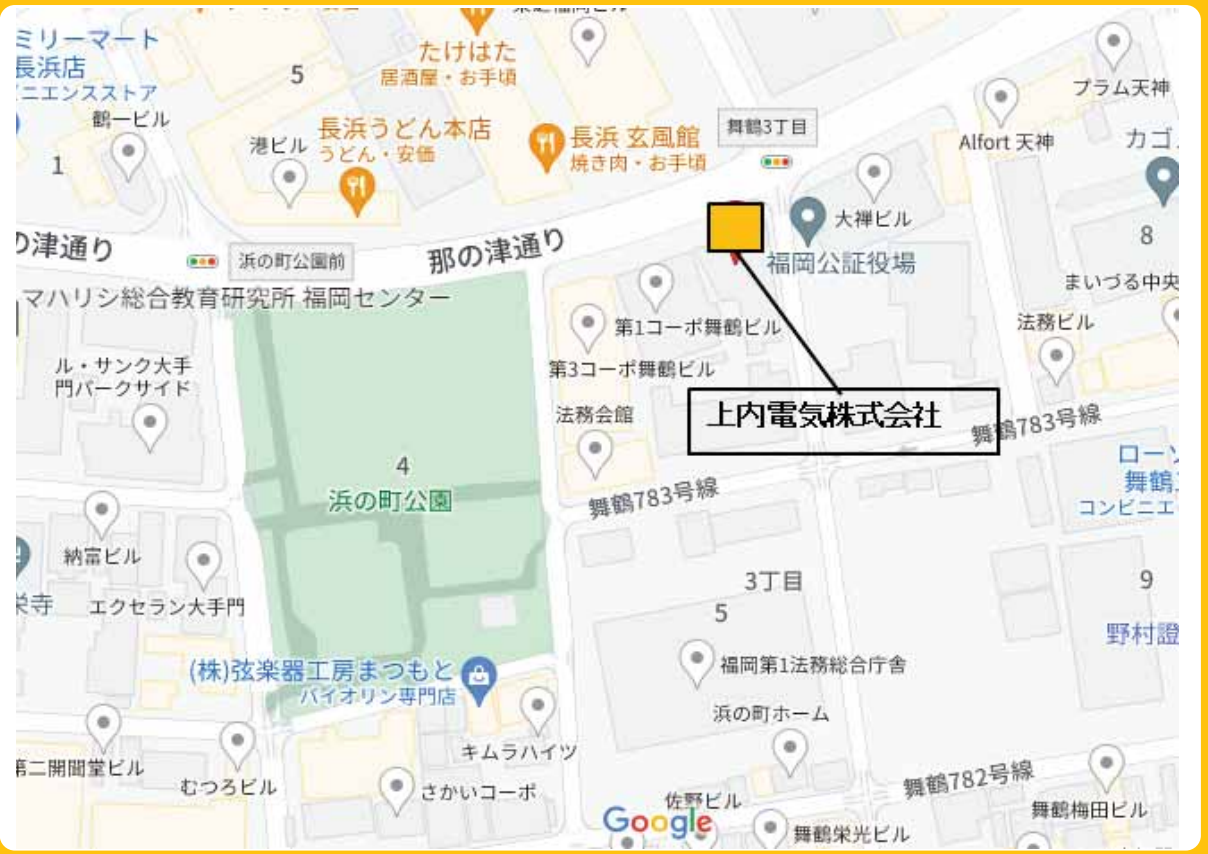 ミリーマート
長浜店
ニエンスストア
鶴一ビル
1
5
たけはた
居酒屋・お手頃
港ビル
長浜うどん本店
うどん・安価
長浜 玄風館
焼き肉・お手頃
舞鶴3丁目
プラム天神
Alfort 天神
カゴ
大禅ビル
福岡公証役場
8
まいづる中央
法務ビル
の津通り
浜の町公園前
那の津通り
マハリシ総合教育研究所 福岡センター
第1コーポ舞鶴ビル
第3コーポ舞鶴ビル
ル・サンク大手
門パークサイド
法務会館
上内電気株式会社
舞鶴783号線
4
浜の町公園
舞鶴783号線
ロー
舞鶴
コンビニエ
納富ビル
エクセラン大手門
栄寺
3丁目
5
9
野村證
(株)弦楽器工房まつもと
バイオリン専門店
福岡第1法務総合庁舎
浜の町ホーム
キムラハイツ
第二開閭堂ビル
むつろビル
さかいコーポ
佐野ビル
Google
舞鶴782号線
舞鶴梅田ビル
舞鶴栄光ビル